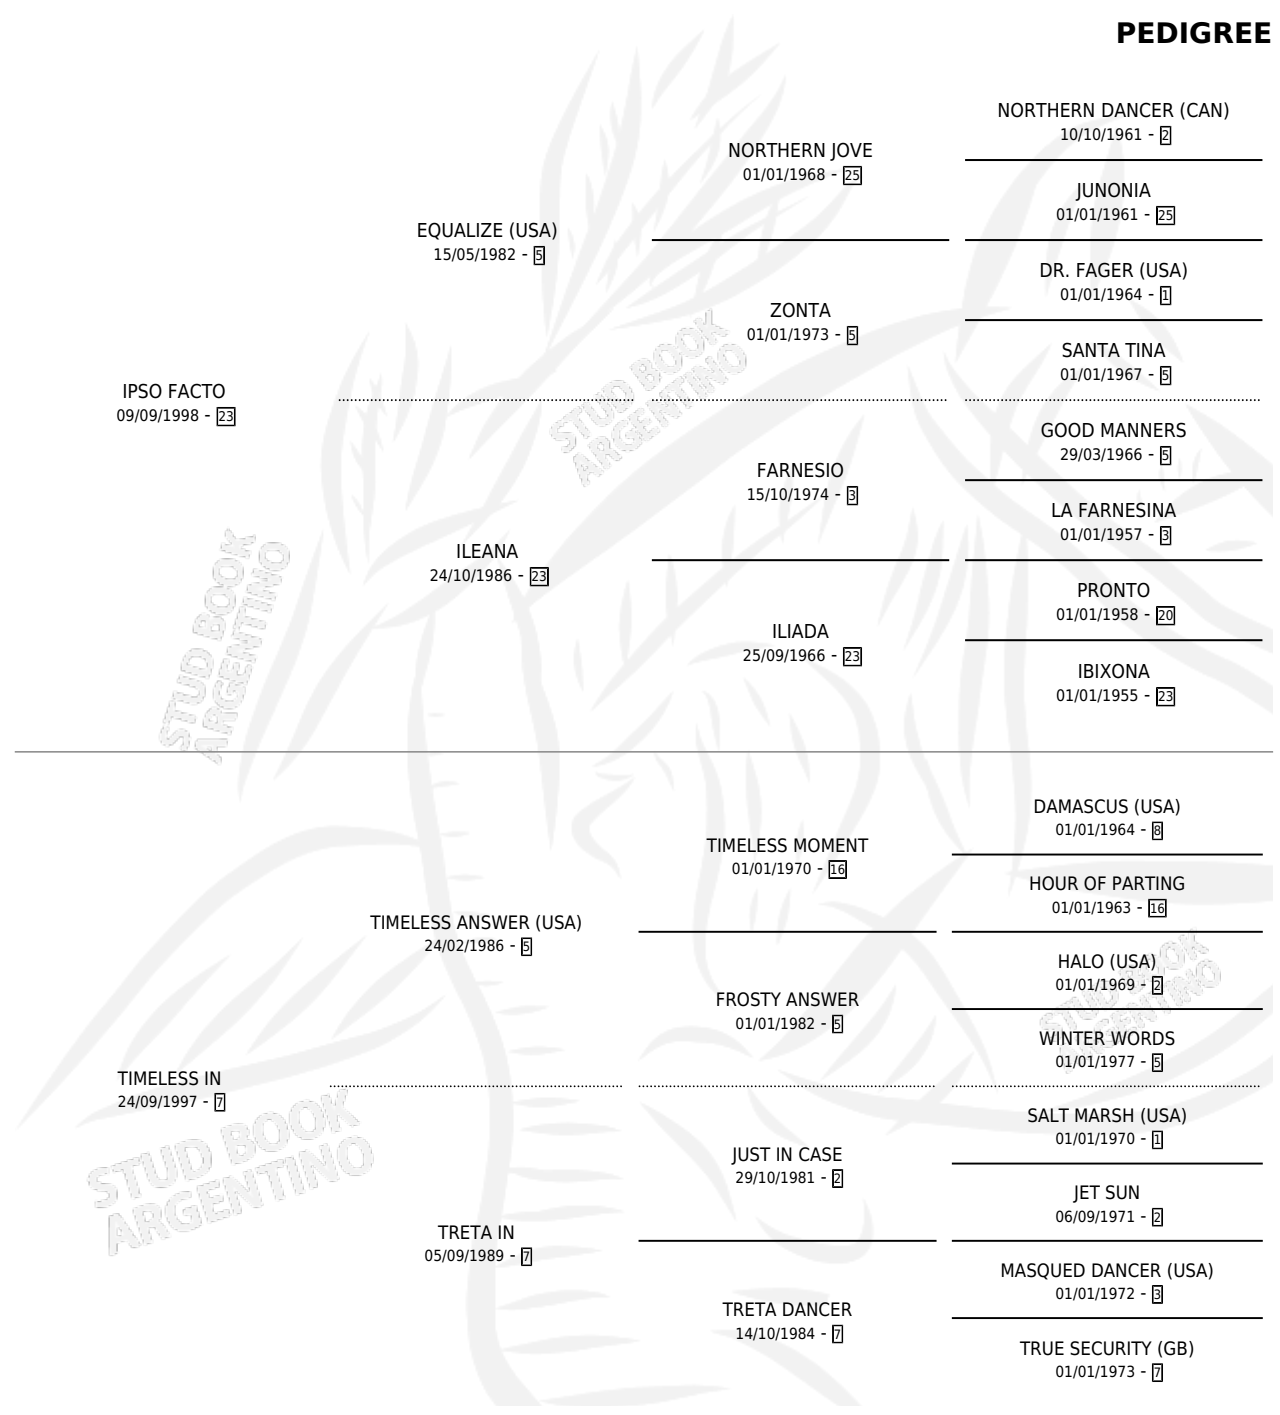 PEDIGREE
NORTHERN DANCER (CAN)
10/10/1961 - 2
NORTHERN JOVE
01/01/1968 - 25
JUNONIA
01/01/1961 - 25
EQUALIZE (USA)
15/05/1982 - 5
DR. FAGER (USA)
01/01/1964 - 1
ZONTA
01/01/1973 - 5
SANTA TINA
01/01/1967 - 5
STUD BOOK
ARGENTINO
IPSO FACTO
09/09/1998 - 23
GOOD MANNERS
29/03/1966 - 5
FARNESIO
15/10/1974 - 3
LA FARNESINA
01/01/1957 - 3
ILEANA
24/10/1986 - 23
PRONTO
01/01/1958 - 20
ILIADA
25/09/1966 - 23
IBIXONA
01/01/1955 - 23
STUD BOOK
ARGENTINO
DAMASCUS (USA)
01/01/1964 - 8
TIMELESS MOMENT
01/01/1970 - 16
HOUR OF PARTING
01/01/1963 - 16
TIMELESS ANSWER (USA)
24/02/1986 - 5
HALO (USA)
01/01/1969 - 2
FROSTY ANSWER
01/01/1982 - 5
WINTER WORDS
01/01/1977 - 5
STUD BOOK
ARGENTINO
TIMELESS IN
24/09/1997 - 7
SALT MARSH (USA)
01/01/1970 - 1
JUST IN CASE
29/10/1981 - 2
JET SUN
06/09/1971 - 2
STUD BOOK
ARGENTINO
TRETA IN
05/09/1989 - 7
MASQUED DANCER (USA)
01/01/1972 - 3
TRETA DANCER
14/10/1984 - 7
TRUE SECURITY (GB)
01/01/1973 - 7